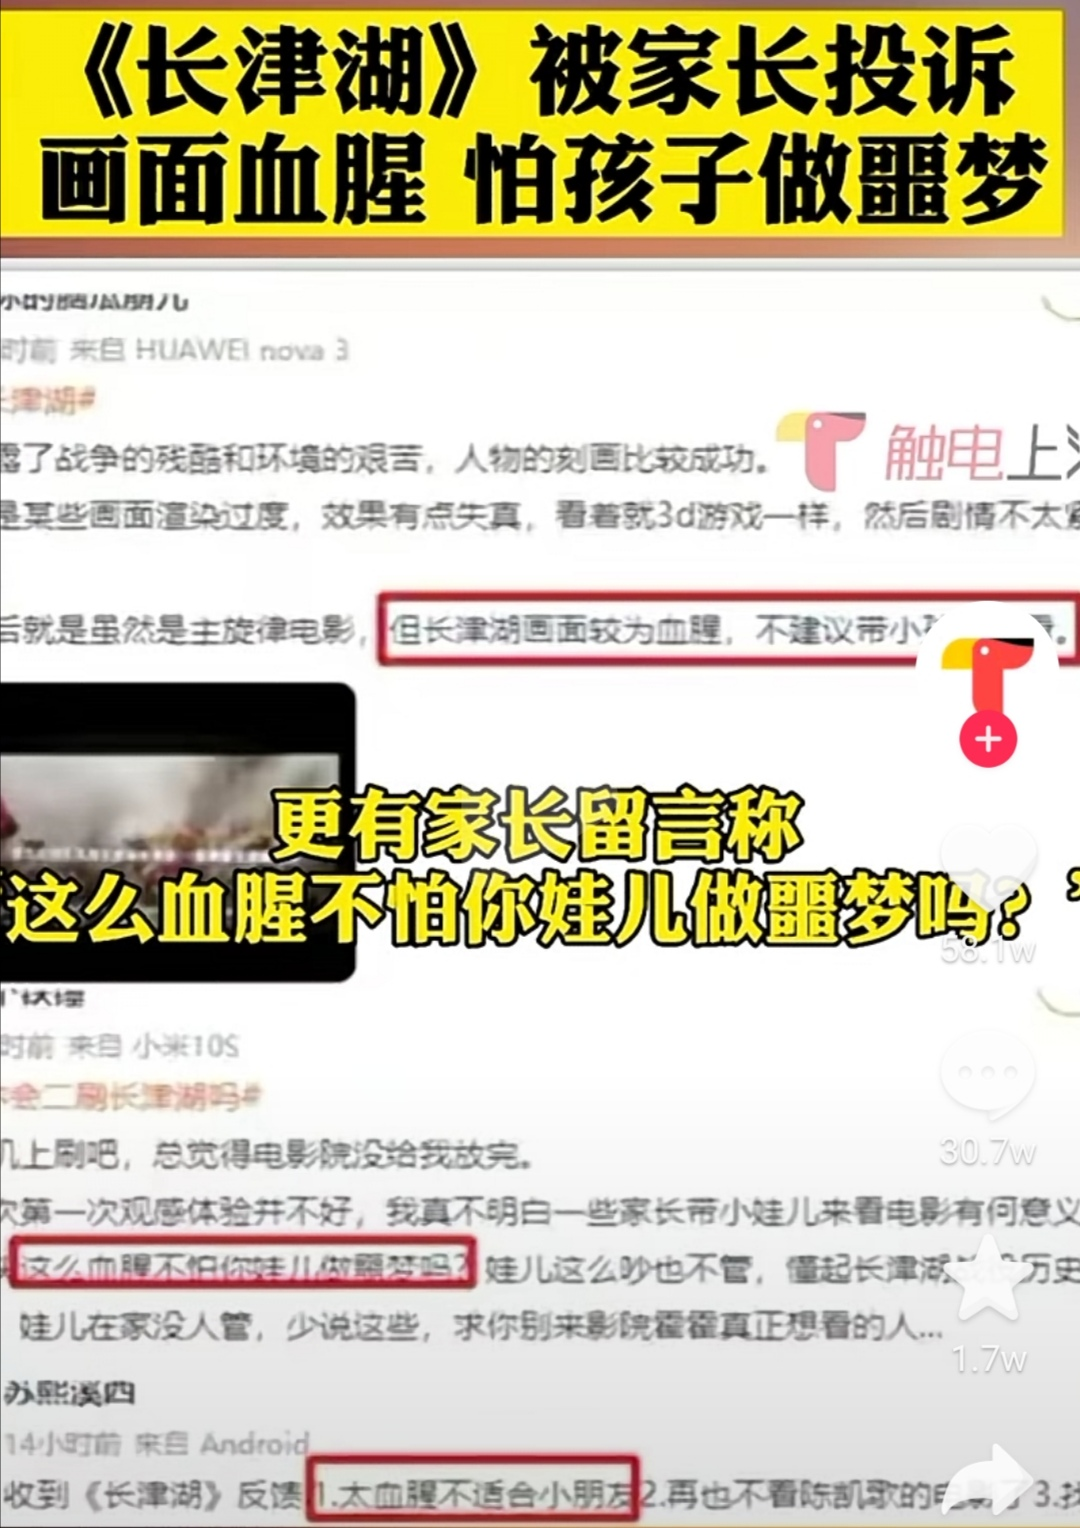 《长津湖》被家长投诉
画面血腥 怕孩子做噩梦
时前 来自 HUAWEI nova 3
津湖#
触电上
露了战争的残酷和环境的艰苦，人物的刻画比较成功。
是某些画面渲染过度，效果有点失真，看着就3d游戏一样，然后剧情不太
后就是虽然是主旋律电影，但长津湖画面较为血腥，不建议带小
更有家长留言称
“这么血腥不怕你娃儿做噩梦吗？”
58.1w
时前 来自 小米10S
会二刷长津湖吗#
机上刷吧，总觉得电影院没给我放完。
30.7w
次第一次观感体验并不好，我真不明白一些家长带小娃儿来看电影有何意义
这么血腥不怕你娃儿做噩梦吗？娃儿这么吵也不管，懂起长津湖 历史
娃儿在家没人管，少说这些，求你别来影院霍霍真正想看的人...
1.7w
苏熙溪四
14小时前 来自 Android
收到《长津湖》反馈 1.太血腥不适合小朋友 2.再也不看陈凯歌的电影了 3.